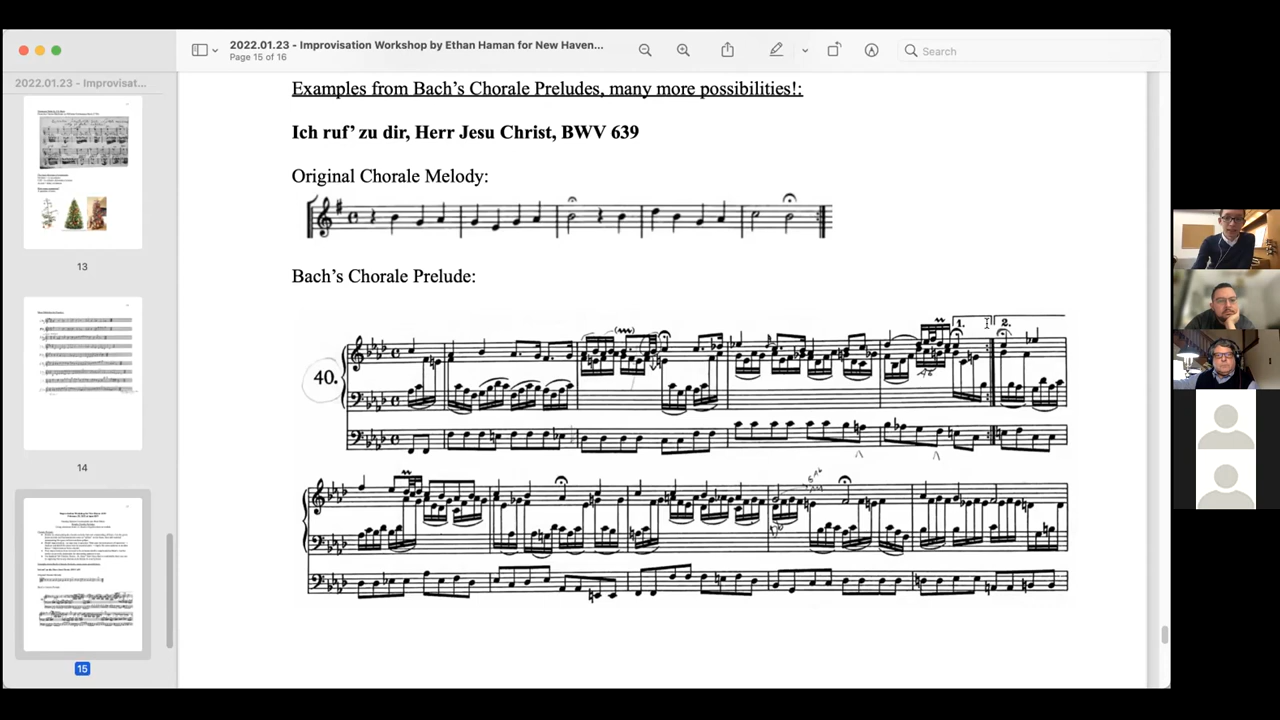 2022.01.23 - Improvisation Workshop by Ethan Haman for New Haven...
Page 15 of 16
Search
2022.01.23 - Improvisat...
13
14
15
Examples from Bach's Chorale Preludes, many more possibilities!:
Ich ruf' zu dir, Herr Jesu Christ, BWV 639
Original Chorale Melody:
Bach's Chorale Prelude:
1.
2.
40.